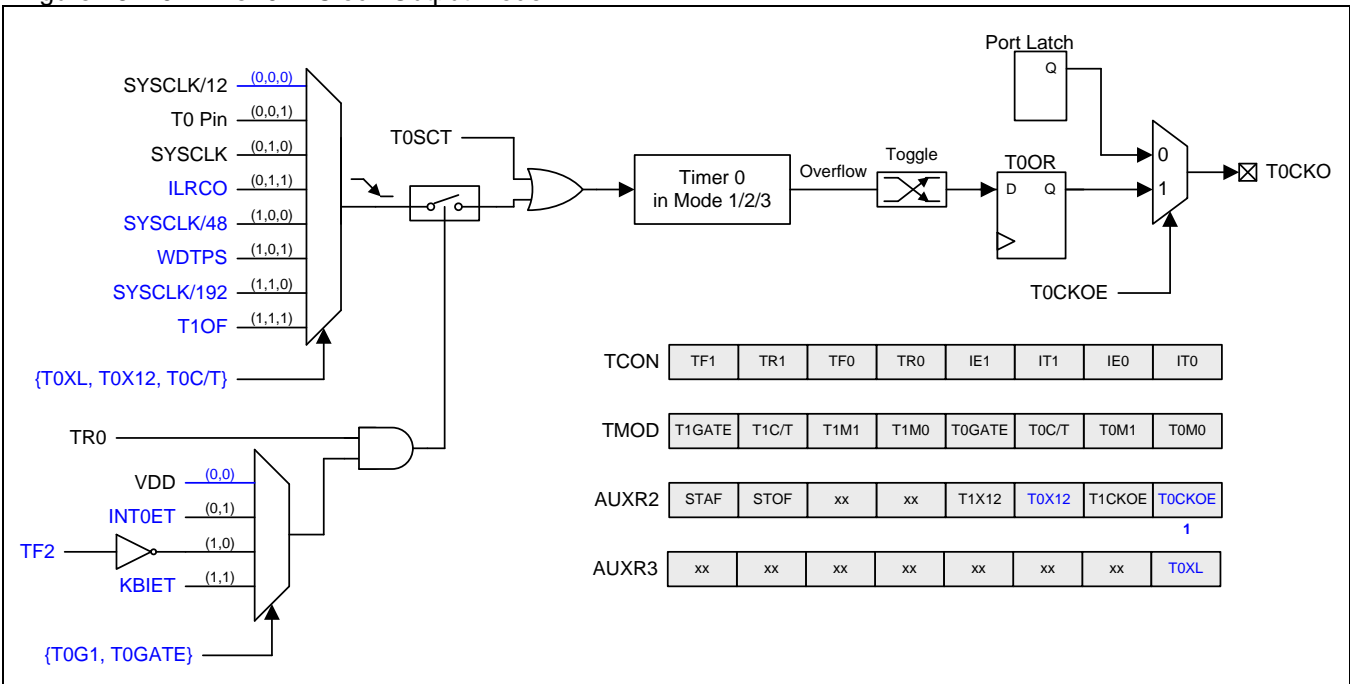 Port Latch
Q
SYSCLK/12 (0,0,0)
T0 Pin (0,0,1)
SYSCLK (0,1,0)
ILRCO (0,1,1)
SYSCLK/48 (1,0,0)
WDTPS (1,0,1)
SYSCLK/192 (1,1,0)
T1OF (1,1,1)
{T0XL, T0X12, T0C/T}
T0SCT
Timer 0
in Mode 1/2/3
Overflow
Toggle
T0OR
D Q
0
1
T0CKO
T0CKOE
TR0
VDD (0,0)
INT0ET (0,1)
TF2 (1,0)
KBIET (1,1)
{T0G1, T0GATE}
TCON TF1 TR1 TF0 TR0 IE1 IT1 IE0 IT0
TMOD T1GATE T1C/T T1M1 T1M0 T0GATE T0C/T T0M1 T0M0
AUXR2 STAF STOF xx xx T1X12 T0X12 T1CKOE T0CKOE
1
AUXR3 xx xx xx xx xx xx xx T0XL